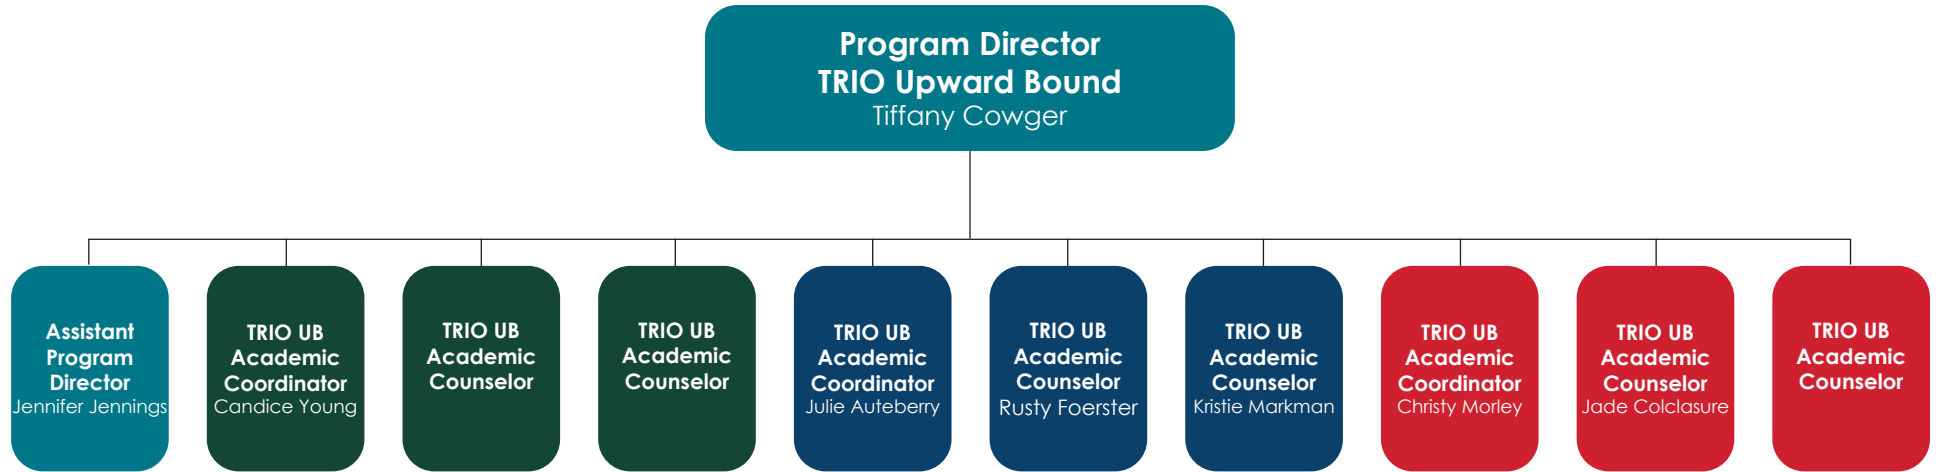 Program Director
TRIO Upward Bound
Tiffany Cowger
Assistant
Program
Director
Jennifer Jennings
TRIO UB
Academic
Coordinator
Candice Young
TRIO UB
Academic
Counselor
TRIO UB
Academic
Counselor
TRIO UB
Academic
Coordinator
Julie Auteberry
TRIO UB
Academic
Counselor
Rusty Foerster
TRIO UB
Academic
Counselor
Kristie Markman
TRIO UB
Academic
Coordinator
Christy Morley
TRIO UB
Academic
Counselor
Jade Colclasure
TRIO UB
Academic
Counselor